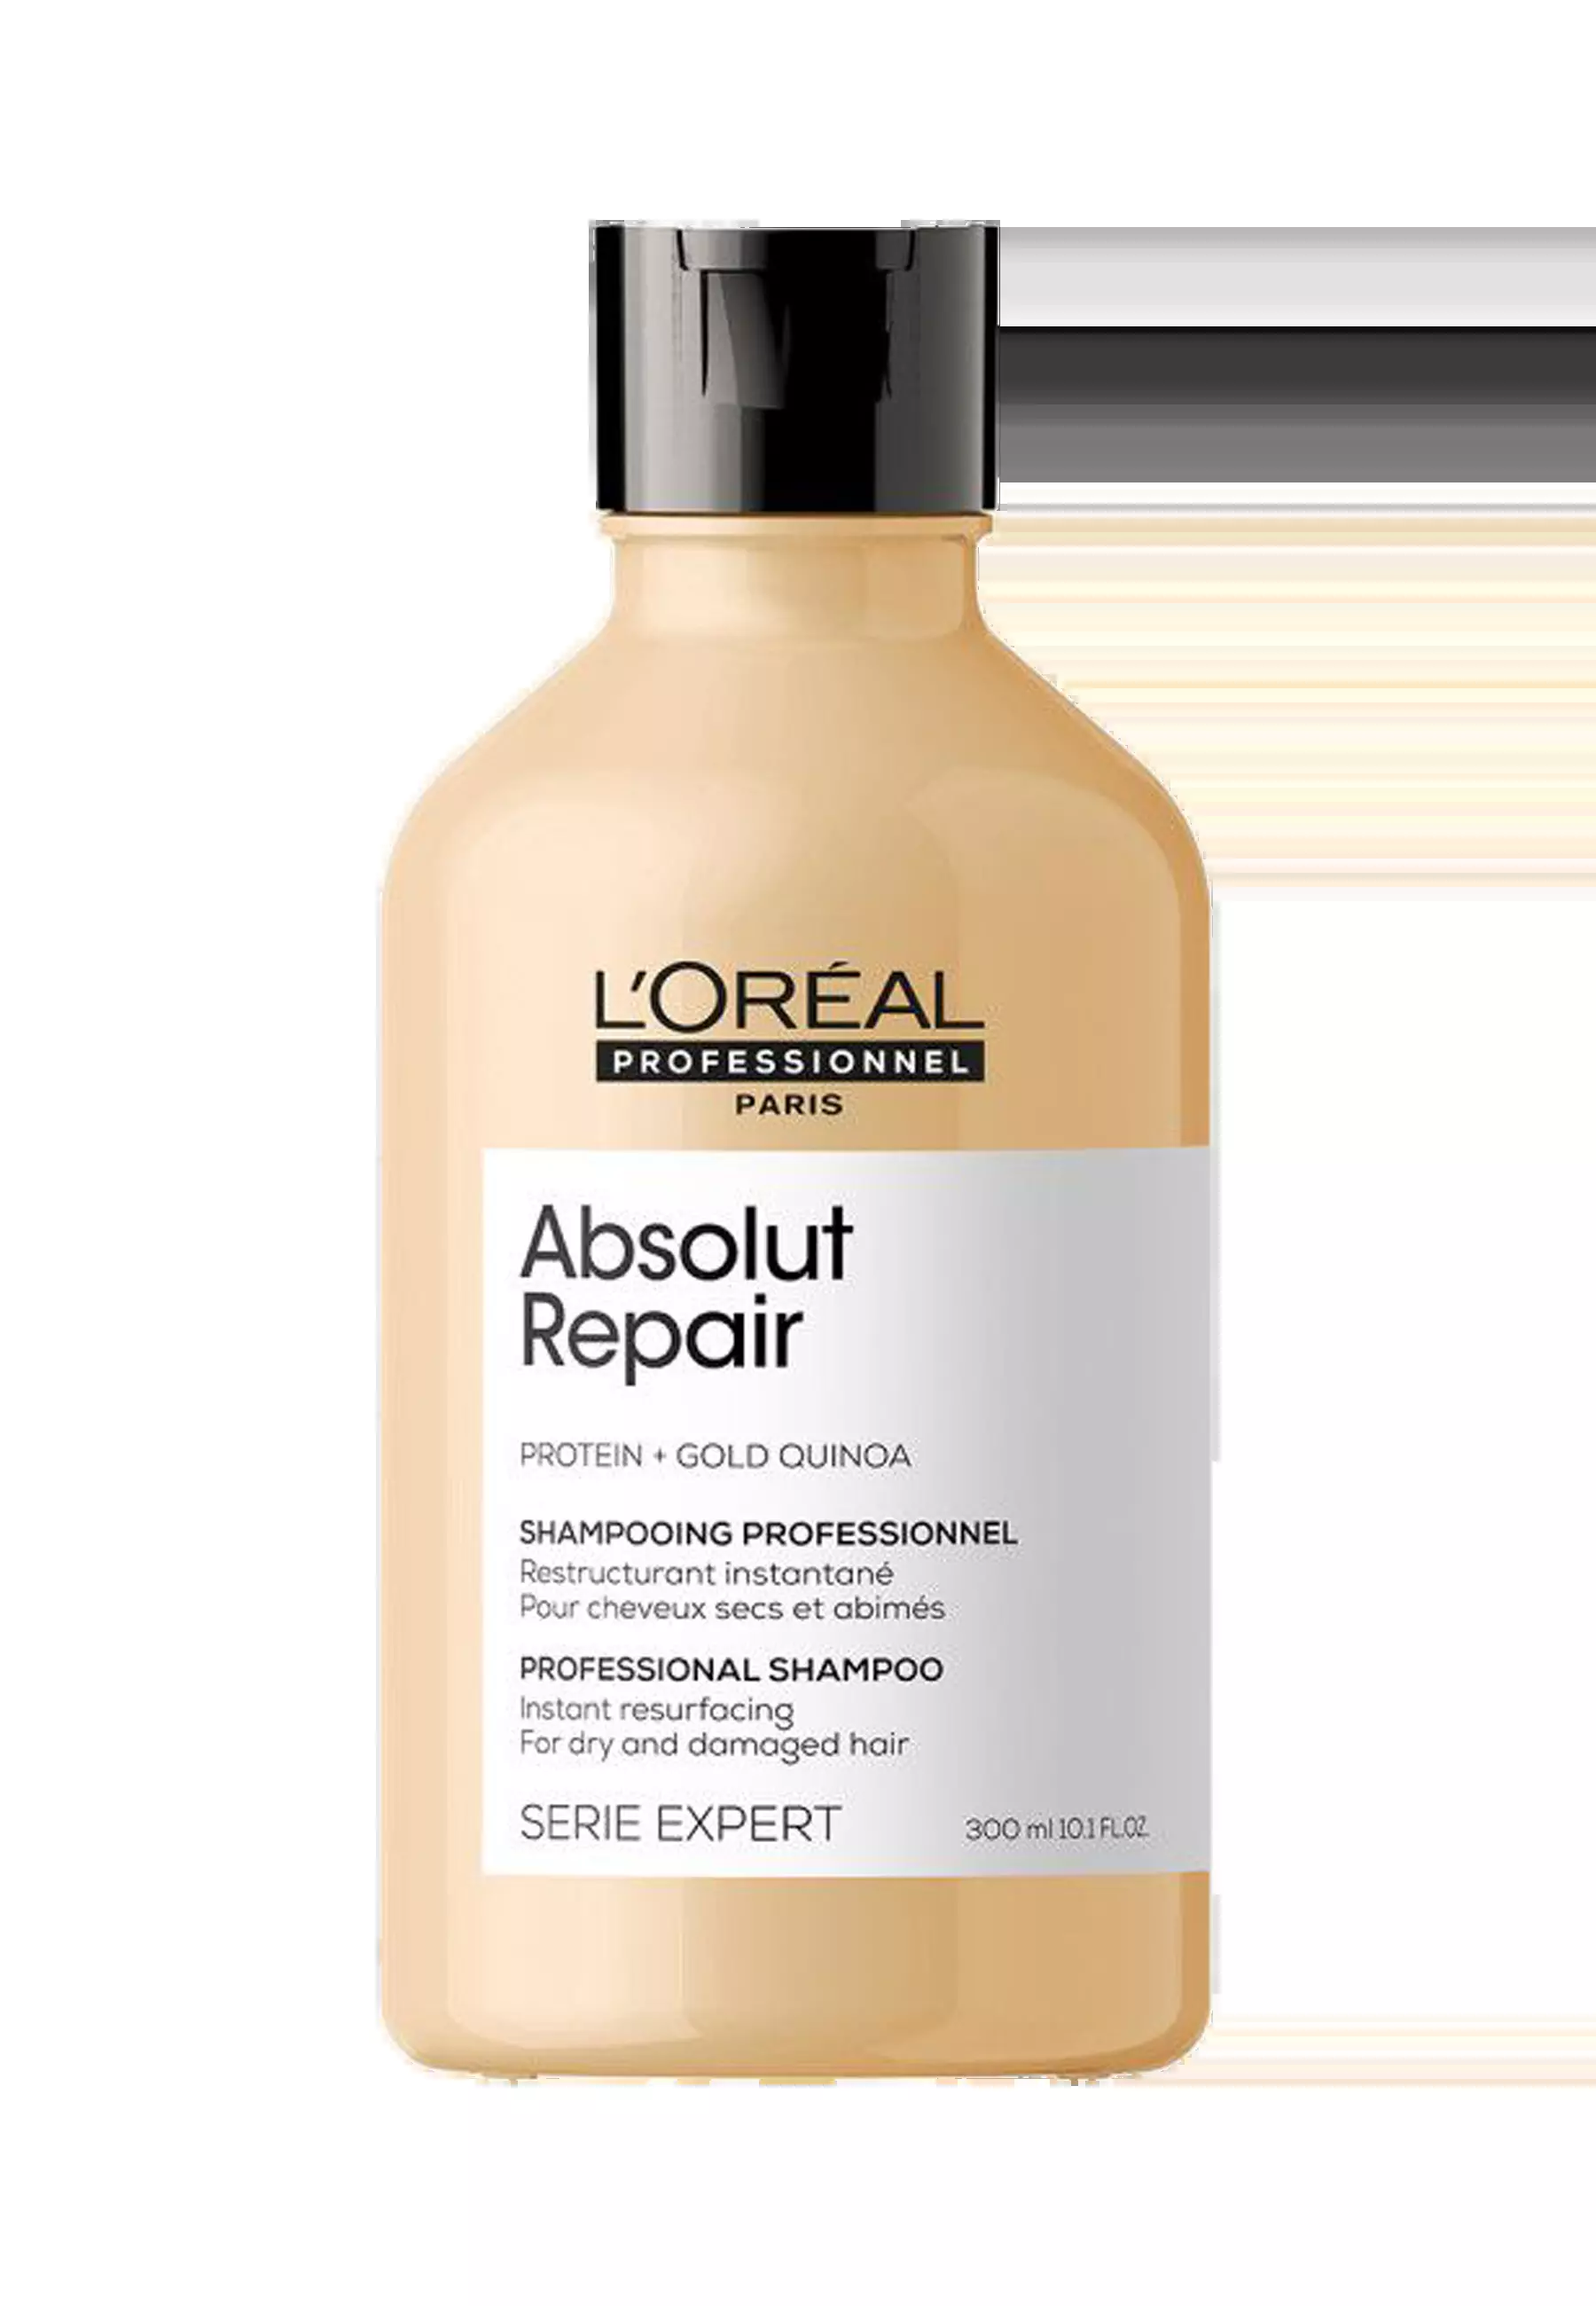 L'ORÉAL
PROFESSIONNEL
PARIS
Absolut
Repair
PROTEIN + GOLD QUINOA
SHAMPOOING PROFESSIONNEL
Restructurant instantané
Pour cheveux secs et abimés
PROFESSIONAL SHAMPOO
Instant resurfacing
For dry and damaged hair
SERIE EXPERT
300 ml 10.1 FL.OZ.